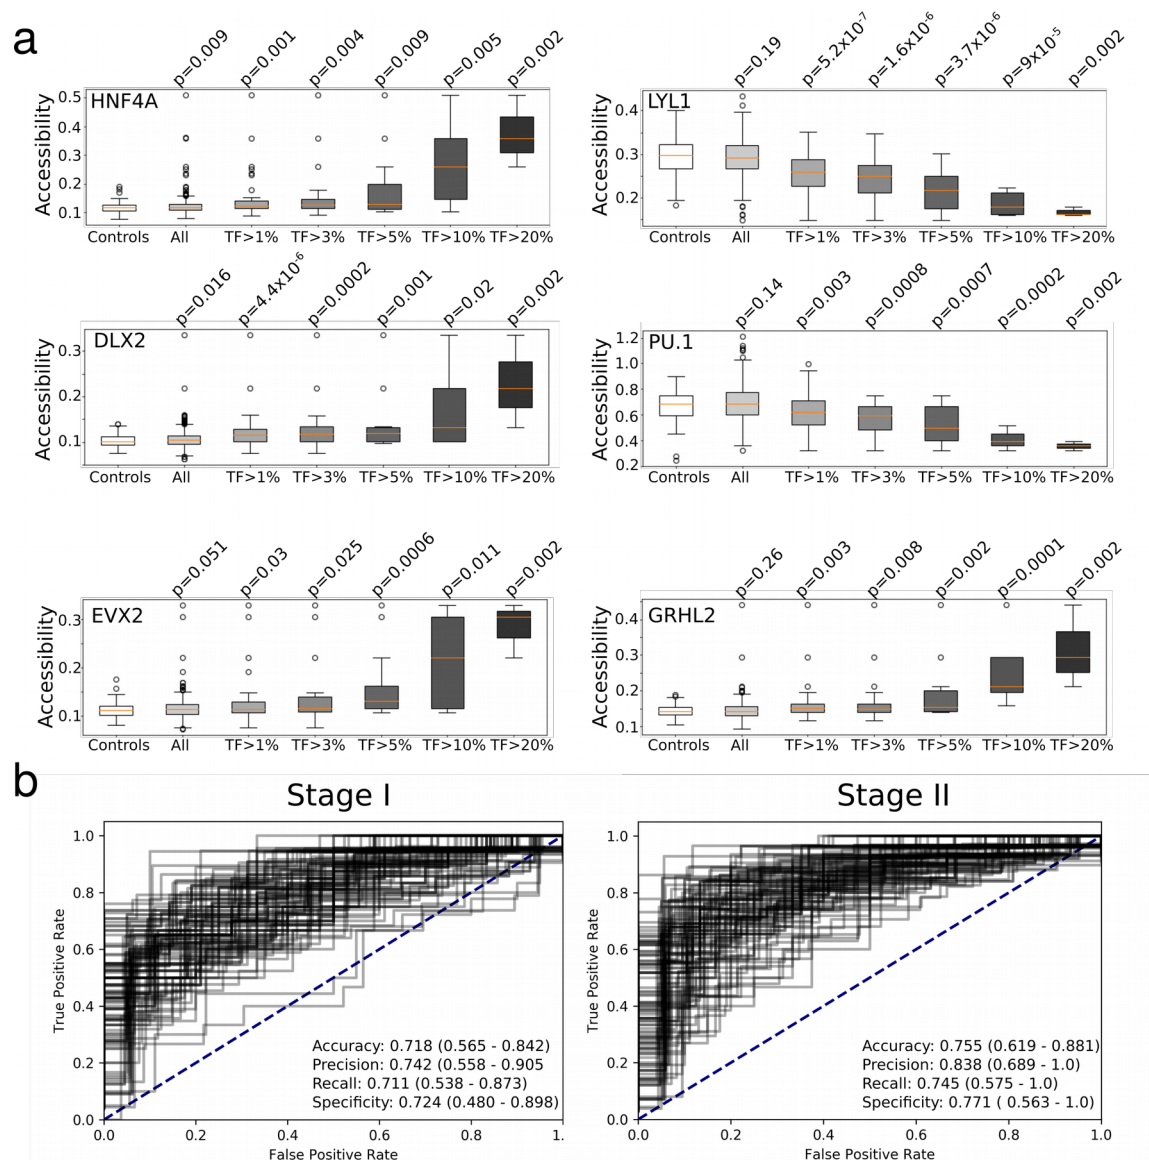 a
p=0.009 p=0.001 p=0.004 p=0.009 p=0.005 p=0.002
HNF4A
Accessibility
0.5
0.4
0.3
0.2
0.1
Controls All TF>1% TF>3% TF>5% TF>10% TF>20%
p=0.19 p=5.2x10-7 p=1.6x10-6 p=3.7x10-6 p=9x10-5 p=0.002
LYL1
Accessibility
0.4
0.3
0.2
Controls All TF>1% TF>3% TF>5% TF>10% TF>20%
p=0.016 p=4.4x10-6 p=0.0002 p=0.001 p=0.02 p=0.002
DLX2
Accessibility
0.3
0.2
0.1
Controls All TF>1% TF>3% TF>5% TF>10% TF>20%
p=0.14 p=0.003 p=0.0008 p=0.0007 p=0.0002 p=0.002
PU.1
Accessibility
1.2
1.0
0.8
0.6
0.4
0.2
Controls All TF>1% TF>3% TF>5% TF>10% TF>20%
p=0.051 p=0.03 p=0.025 p=0.0006 p=0.011 p=0.002
EVX2
Accessibility
0.3
0.2
0.1
Controls All TF>1% TF>3% TF>5% TF>10% TF>20%
p=0.26 p=0.003 p=0.008 p=0.002 p=0.0001 p=0.002
GRHL2
Accessibility
0.4
0.3
0.2
0.1
Controls All TF>1% TF>3% TF>5% TF>10% TF>20%
b
Stage I
True Positive Rate
1.0
0.8
0.6
0.4
0.2
0.0
Accuracy: 0.718 (0.565 - 0.842)
Precision: 0.742 (0.558 - 0.905
Recall: 0.711 (0.538 - 0.873)
Specificity: 0.724 (0.480 - 0.898)
0.0 0.2 0.4 0.6 0.8 1.
False Positive Rate
Stage II
True Positive Rate
1.0
0.8
0.6
0.4
0.2
0.0
Accuracy: 0.755 (0.619 - 0.881)
Precision: 0.838 (0.689 - 1.0)
Recall: 0.745 (0.575 - 1.0)
Specificity: 0.771 ( 0.563 - 1.0)
0.0 0.2 0.4 0.6 0.8 1.0
False Positive Rate